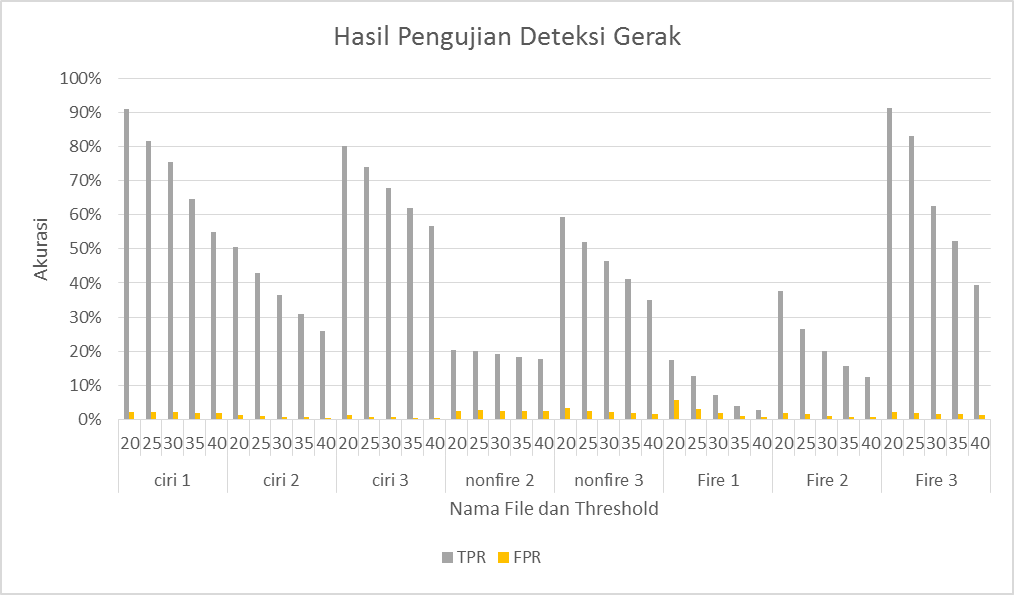 Hasil Pengujian Deteksi Gerak
100%
90%
80%
70%
60%
50%
40%
30%
20%
10%
0%
Akurasi
20 25 30 35 40 20 25 30 35 40 20 25 30 35 40 20 25 30 35 40 20 25 30 35 40 20 25 30 35 40 20 25 30 35 40 20 25 30 35 40
ciri 1 ciri 2 ciri 3 nonfire 2 nonfire 3 Fire 1 Fire 2 Fire 3
Nama File dan Threshold
TPR FPR